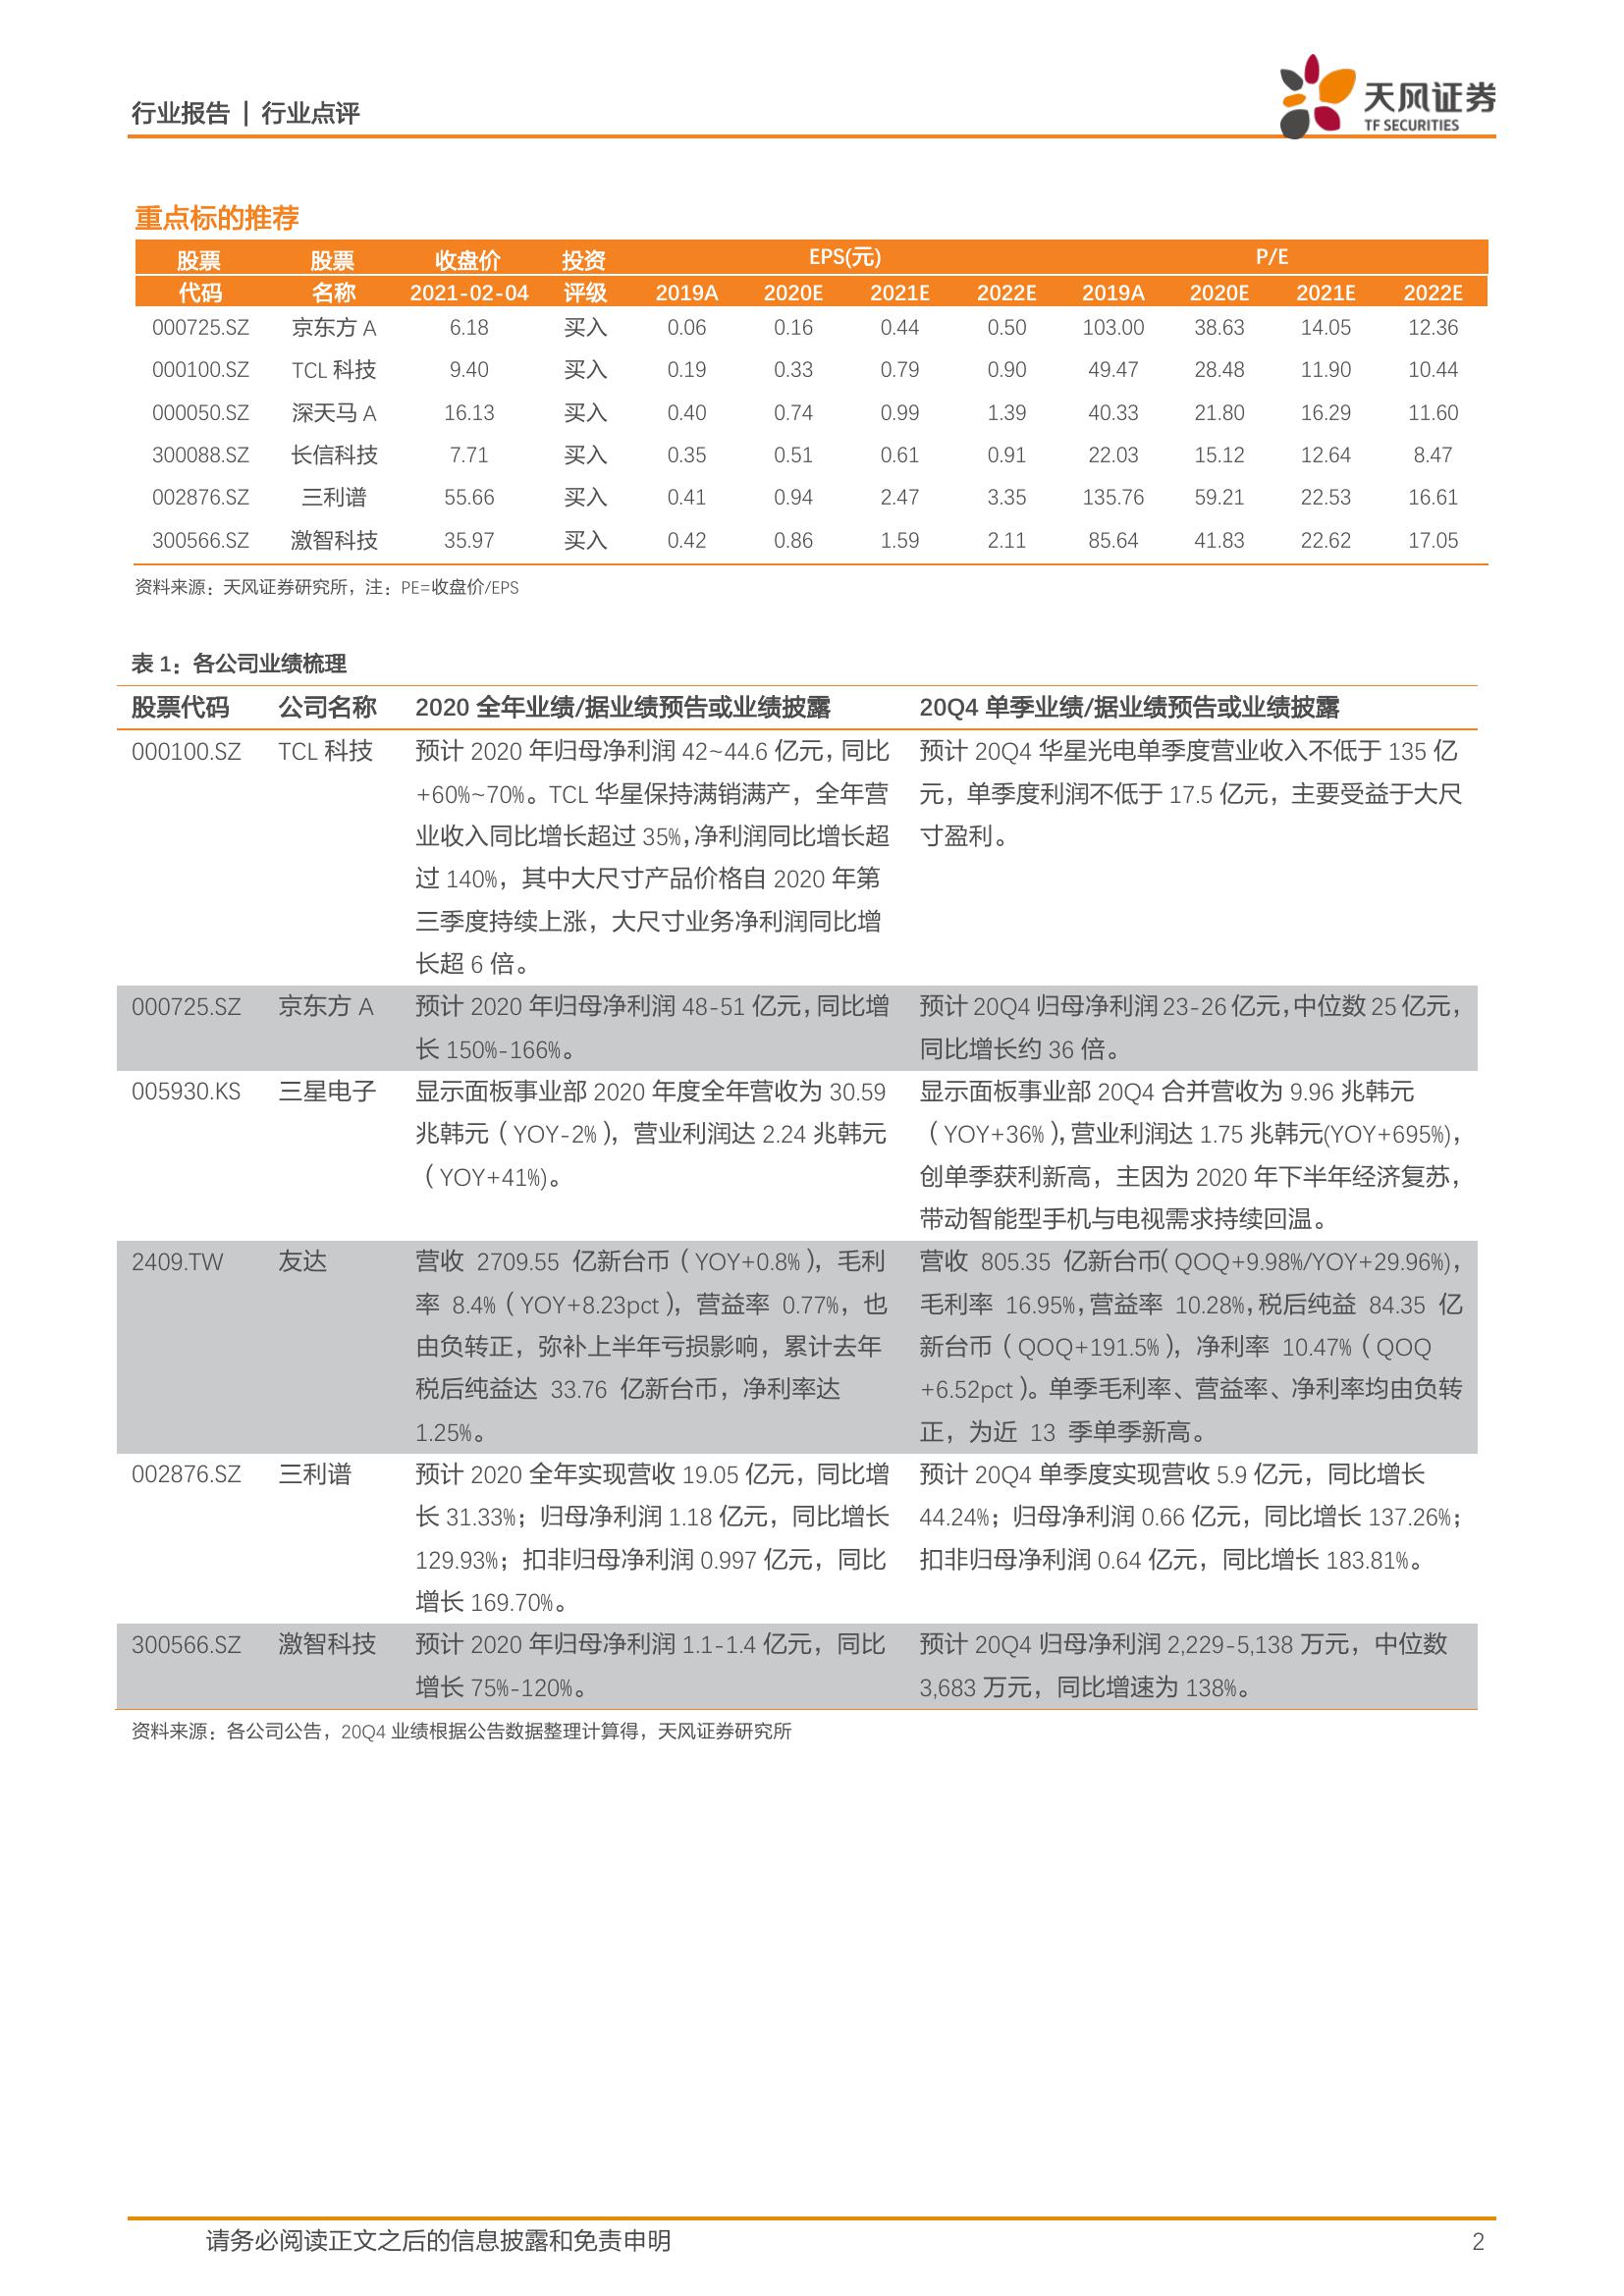 行业报告 | 行业点评
天风证券
TF SECURITIES
重点标的推荐
股票 股票 收盘价 投资 EPS(元) P/E
代码 名称 2021-02-04 评级 2019A 2020E 2021E 2022E 2019A 2020E 2021E 2022E
000725.SZ 京东方 A 6.18 买入 0.06 0.16 0.44 0.50 103.00 38.63 14.05 12.36
000100.SZ TCL 科技 9.40 买入 0.19 0.33 0.79 0.90 49.47 28.48 11.90 10.44
000050.SZ 深天马 A 16.13 买入 0.40 0.74 0.99 1.39 40.33 21.80 16.29 11.60
300088.SZ 长信科技 7.71 买入 0.35 0.51 0.61 0.91 22.03 15.12 12.64 8.47
002876.SZ 三利谱 55.66 买入 0.41 0.94 2.47 3.35 135.76 59.21 22.53 16.61
300566.SZ 激智科技 35.97 买入 0.42 0.86 1.59 2.11 85.64 41.83 22.62 17.05
资料来源：天风证券研究所，注：PE=收盘价/EPS
表 1：各公司业绩梳理
股票代码 公司名称 2020 全年业绩/据业绩预告或业绩披露 20Q4 单季业绩/据业绩预告或业绩披露
000100.SZ TCL 科技 预计 2020 年归母净利润 42~44.6 亿元，同比
+60%~70%。TCL 华星保持满销满产，全年营
业收入同比增长超过 35%，净利润同比增长超
过 140%，其中大尺寸产品价格自 2020 年第
三季度持续上涨，大尺寸业务净利润同比增
长超 6 倍。
预计 20Q4 华星光电单季度营业收入不低于 135 亿
元，单季度利润不低于 17.5 亿元，主要受益于大尺
寸盈利。
000725.SZ 京东方 A 预计 2020 年归母净利润 48-51 亿元，同比增
长 150%-166%。
预计 20Q4 归母净利润 23-26 亿元，中位数 25 亿元，
同比增长约 36 倍。
005930.KS 三星电子 显示面板事业部 2020 年度全年营收为 30.59
兆韩元（YOY-2%），营业利润达 2.24 兆韩元
（YOY+41%)。
显示面板事业部 20Q4 合并营收为 9.96 兆韩元
（YOY+36%），营业利润达 1.75 兆韩元(YOY+695%)，
创单季获利新高，主因为 2020 年下半年经济复苏，
带动智能型手机与电视需求持续回温。
2409.TW 友达 营收 2709.55 亿新台币（YOY+0.8%），毛利
率 8.4%（YOY+8.23pct），营益率 0.77%，也
由负转正，弥补上半年亏损影响，累计去年
税后纯益达 33.76 亿新台币，净利率达
1.25%。
营收 805.35 亿新台币（QOQ+9.98%/YOY+29.96%)，
毛利率 16.95%，营益率 10.28%，税后纯益 84.35 亿
新台币（QOQ+191.5%），净利率 10.47%（QOQ
+6.52pct）。单季毛利率、营益率、净利率均由负转
正，为近 13 季单季新高。
002876.SZ 三利谱 预计 2020 全年实现营收 19.05 亿元，同比增
长 31.33%；归母净利润 1.18 亿元，同比增长
129.93%；扣非归母净利润 0.997 亿元，同比
增长 169.70%。
预计 20Q4 单季度实现营收 5.9 亿元，同比增长
44.24%；归母净利润 0.66 亿元，同比增长 137.26%；
扣非归母净利润 0.64 亿元，同比增长 183.81%。
300566.SZ 激智科技 预计 2020 年归母净利润 1.1-1.4 亿元，同比
增长 75%-120%。
预计 20Q4 归母净利润 2,229-5,138 万元，中位数
3,683 万元，同比增速为 138%。
资料来源：各公司公告，20Q4 业绩根据公告数据整理计算得，天风证券研究所
请务必阅读正文之后的信息披露和免责申明 2